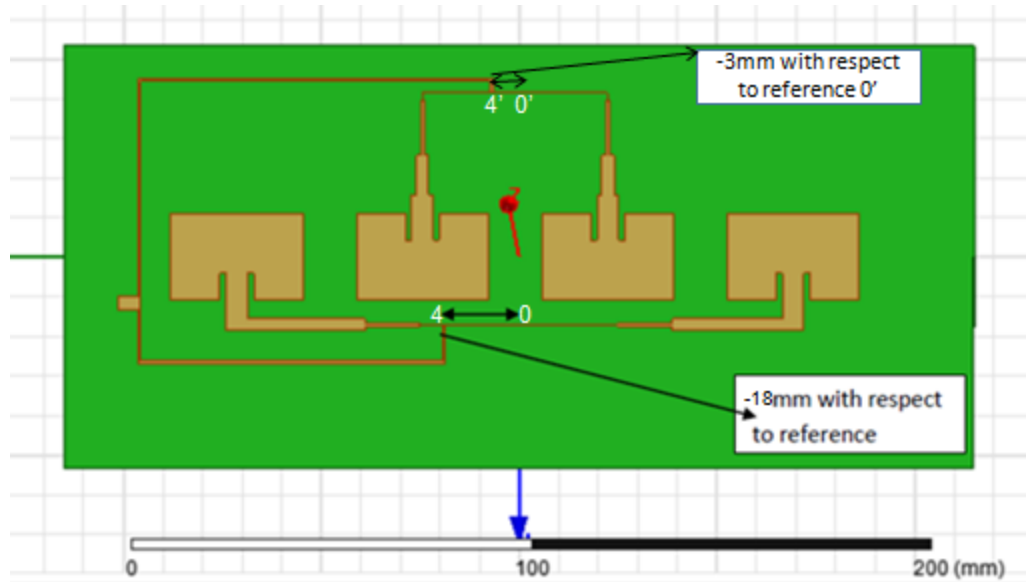 -3mm with respect
to reference 0'
4' 0'
Z
4 0
-18mm with respect
to reference
0 100 200 (mm)